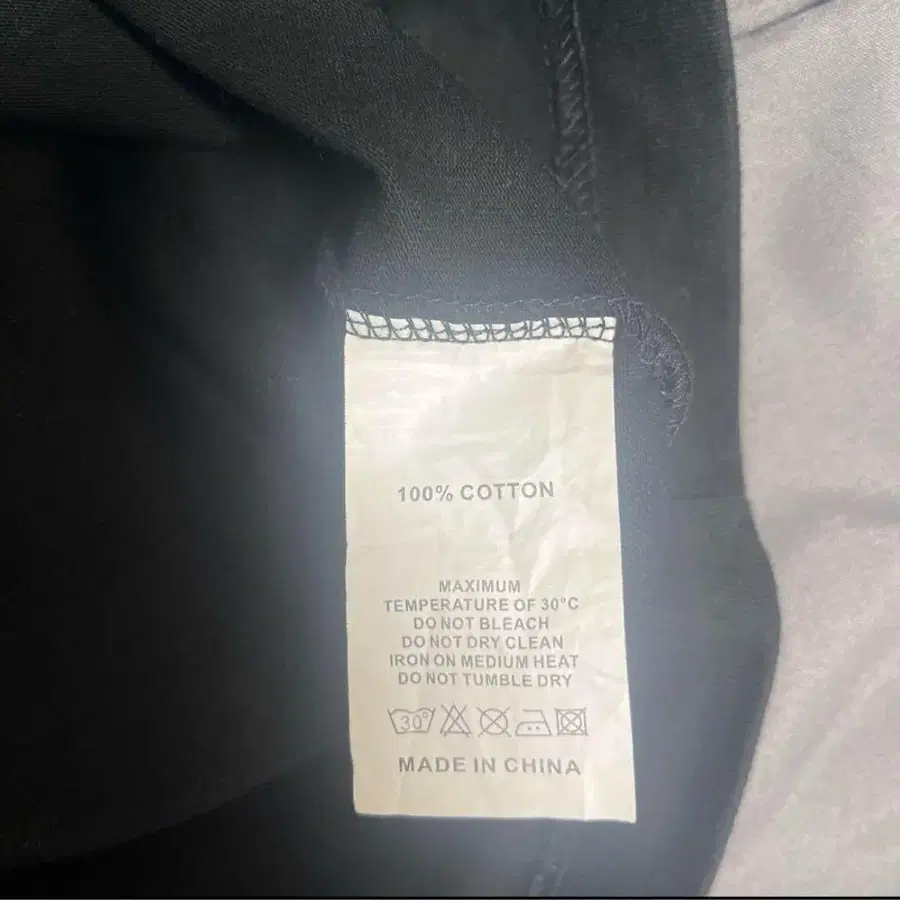 100% COTTON
MAXIMUM
TEMPERATURE OF 30°C
DO NOT BLEACH
DO NOT DRY CLEAN
IRON ON MEDIUM HEAT
DO NOT TUMBLE DRY
30°
MADE IN CHINA